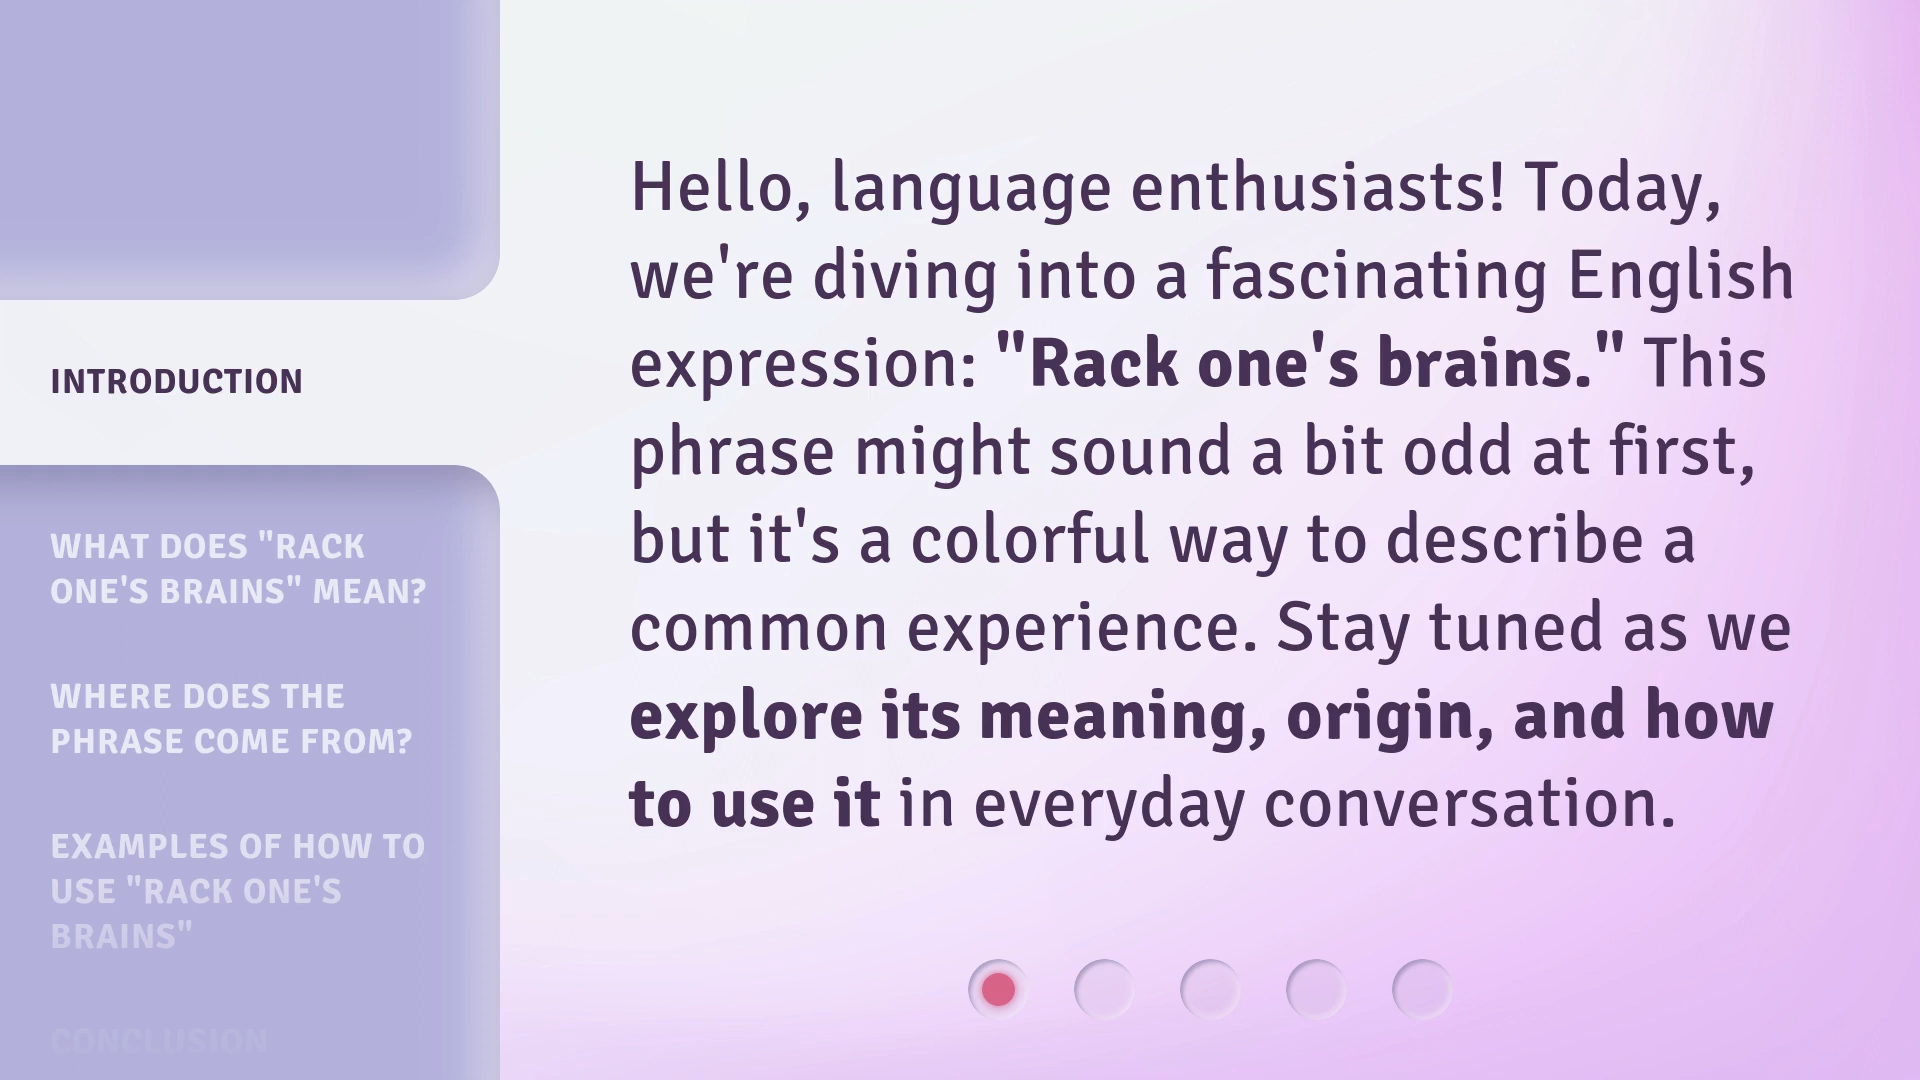 INTRODUCTION
WHAT DOES "RACK
ONE'S BRAINS" MEAN?
WHERE DOES THE
PHRASE COME FROM?
EXAMPLES OF HOW TO
USE "RACK ONE'S
BRAINS"
CONCLUSION
Hello, language enthusiasts! Today,
we're diving into a fascinating English
expression: "Rack one's brains." This
phrase might sound a bit odd at first,
but it's a colorful way to describe a
common experience. Stay tuned as we
explore its meaning, origin, and how
to use it in everyday conversation.